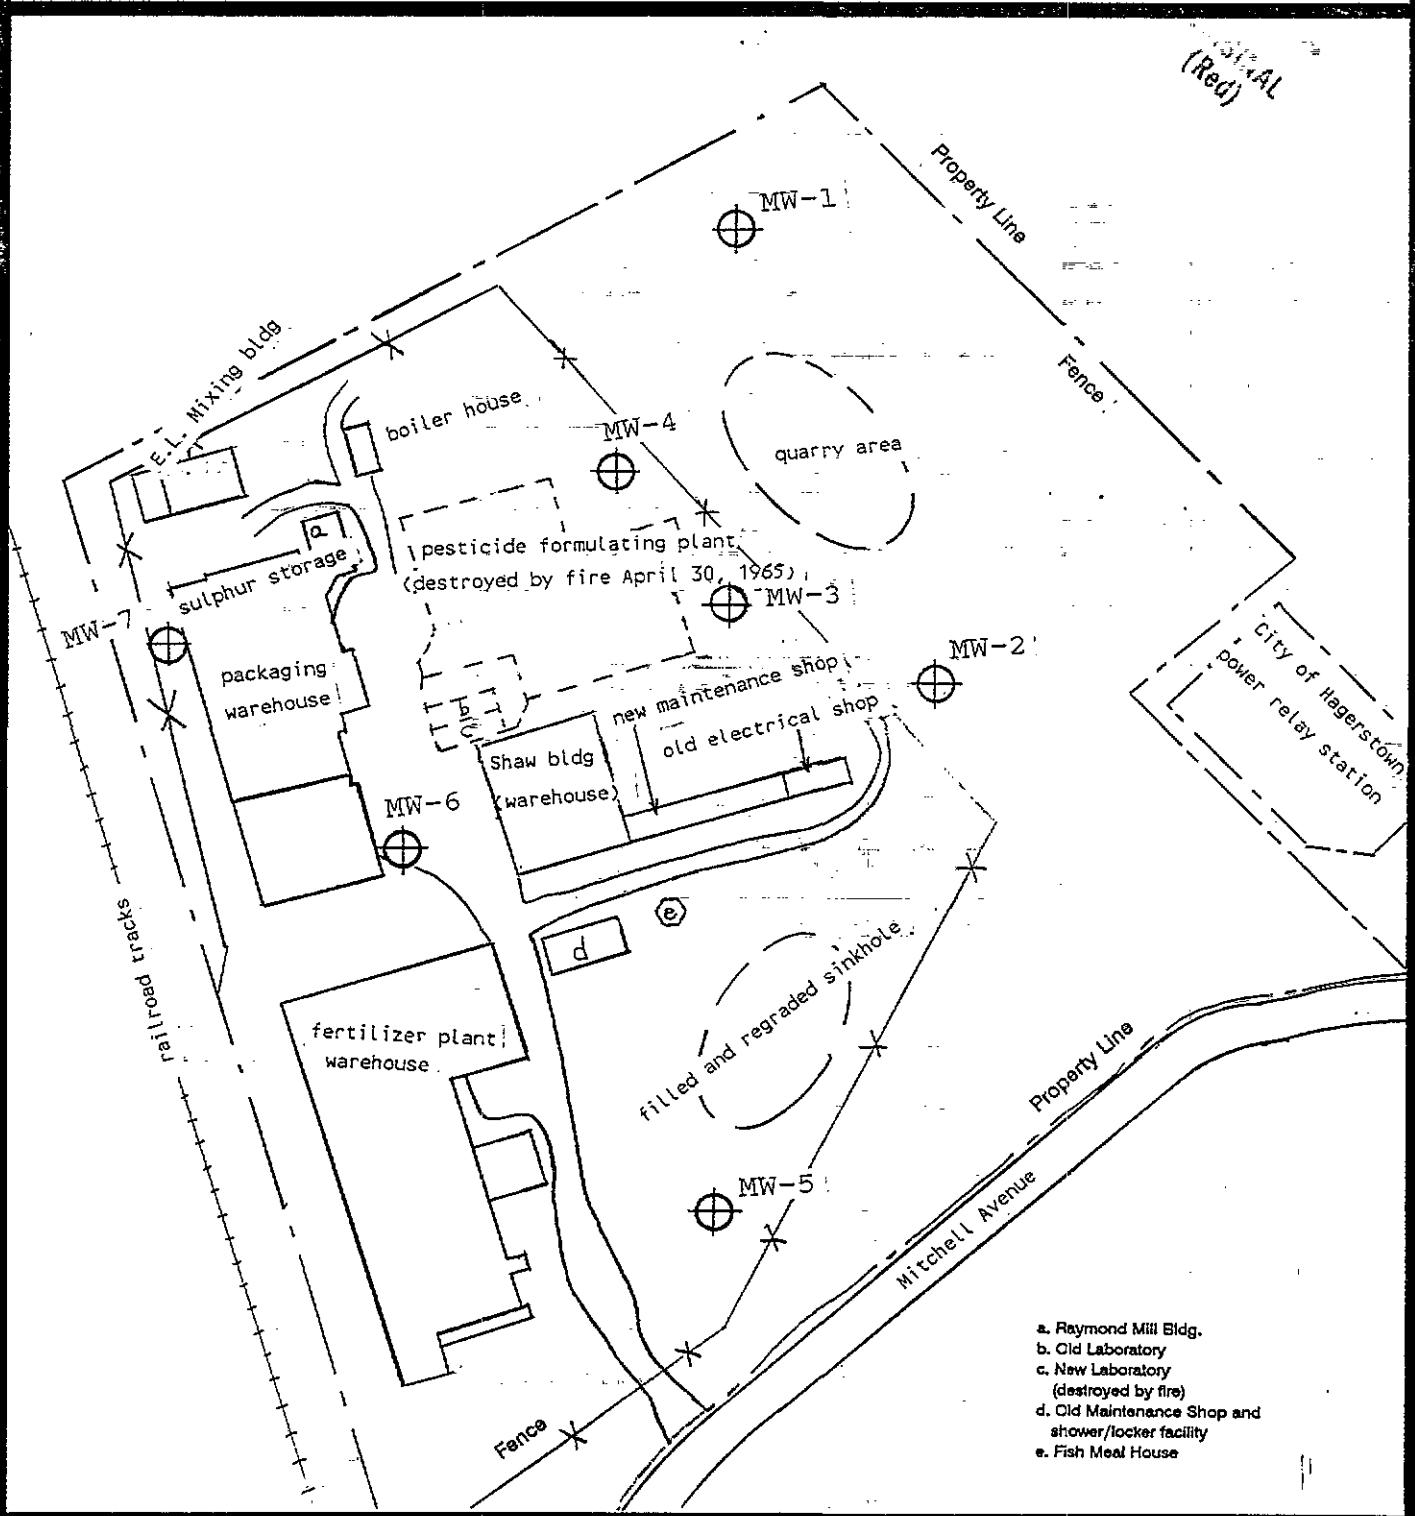 (Red)
MW-1
Property Line
E.L. Mixing bldg
boiler house
Fence
MW-4
quarry area
a
pesticide formulating plant
(destroyed by fire April 30, 1965)
sulphur storage
MW-3
MW-7
MW-2
City of Hagerstown
power relay station
packaging
warehouse
new maintenance shop
old electrical shop
b
c
Shaw bldg
(warehouse)
MW-6
railroad tracks
e
d
filled and regraded sinkhole
fertilizer plant
warehouse
Property Line
MW-5
Mitchell Avenue
Fence
a. Raymond Mill Bldg.
b. Old Laboratory
c. New Laboratory
(destroyed by fire)
d. Old Maintenance Shop and
shower/locker facility
e. Fish Meal House